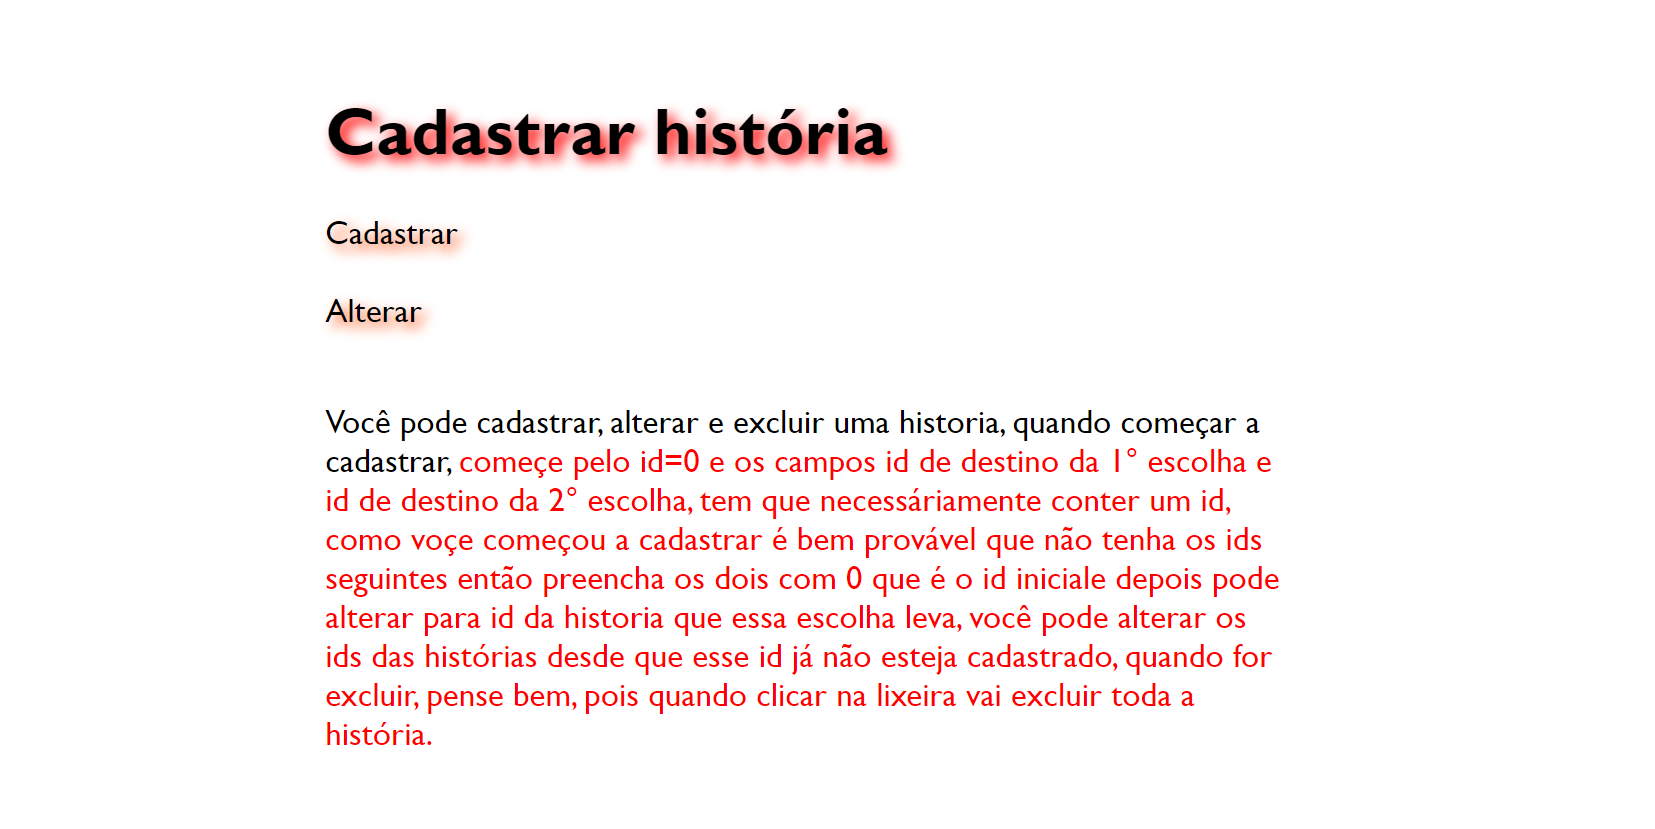 Cadastrar história
Cadastrar
Alterar
Você pode cadastrar, alterar e excluir uma historia, quando começar a
cadastrar, começe pelo id=0 e os campos id de destino da 1° escolha e
id de destino da 2° escolha, tem que necessáriamente conter um id,
como voçe começou a cadastrar é bem provável que não tenha os ids
seguintes então preencha os dois com 0 que é o id iniciale depois pode
alterar para id da historia que essa escolha leva, você pode alterar os
ids das histórias desde que esse id já não esteja cadastrado, quando for
excluir, pense bem, pois quando clicar na lixeira vai excluir toda a
história.